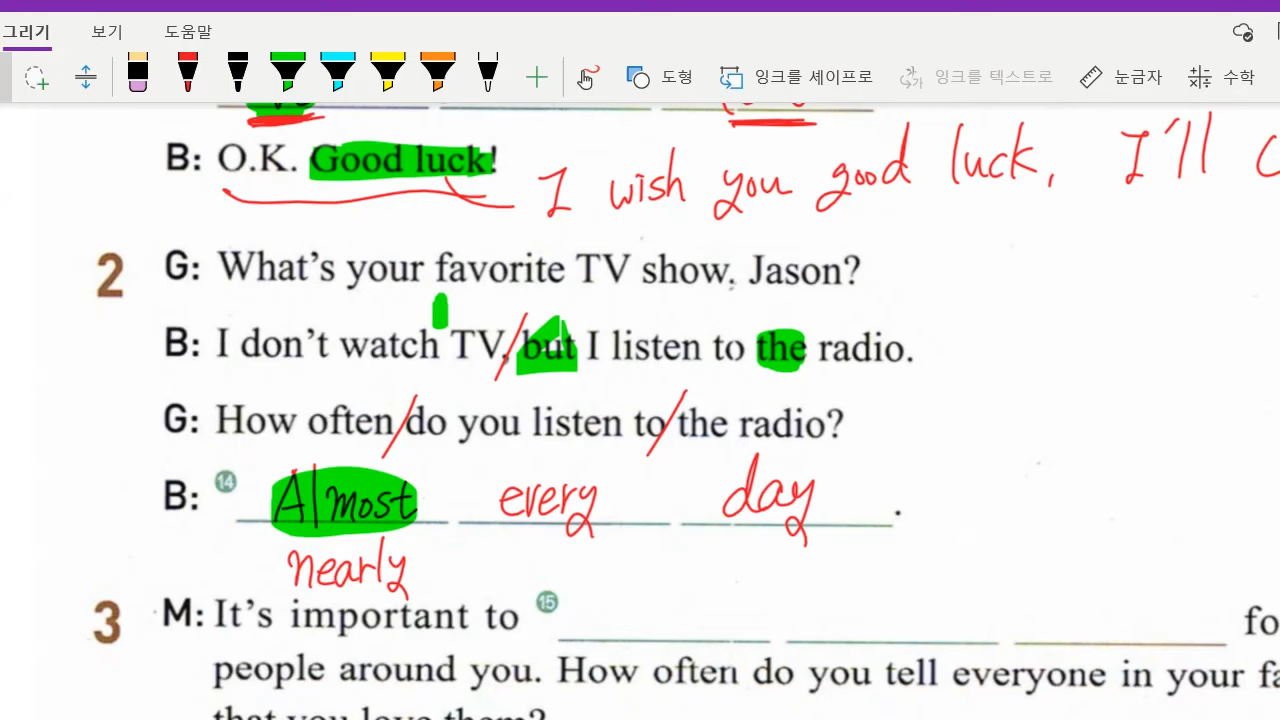 그리기 보기 도움말
도형 잉크를 셰이프로 잉크를 텍스트로 눈금자 수학
B: O.K. Good luck! I wish you good luck, I'll
2 G: What's your favorite TV show, Jason?
B: I don't watch TV, but I listen to the radio.
G: How often do you listen to the radio?
B: 14 Almost every day.
nearly
3 M: It's important to 15
people around you. How often do you tell everyone in your
that you love them?